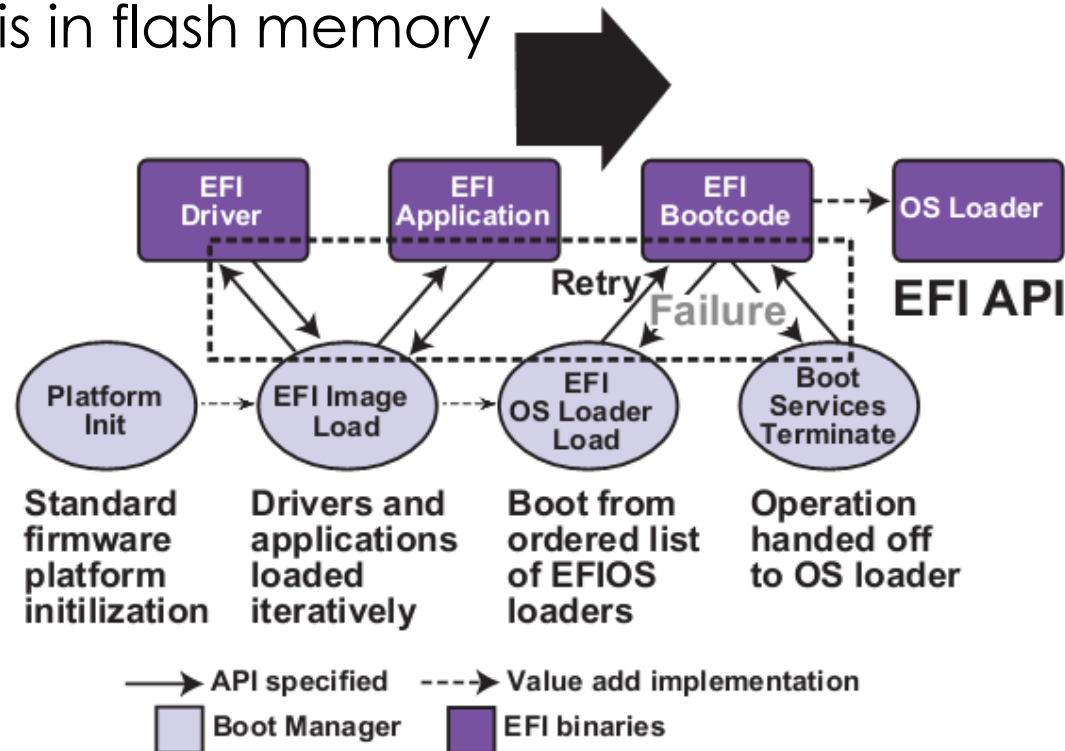 is in flash memory
EFI
Driver
EFI
Application
EFI
Bootcode
OS Loader
Retry
Failure
EFI API
Platform
Init
EFI Image
Load
EFI
OS Loader
Load
Boot
Services
Terminate
Standard
firmware
platform
initilization
Drivers and
applications
loaded
iteratively
Boot from
ordered list
of EFIOS
loaders
Operation
handed off
to OS loader
API specified
Value add implementation
Boot Manager
EFI binaries